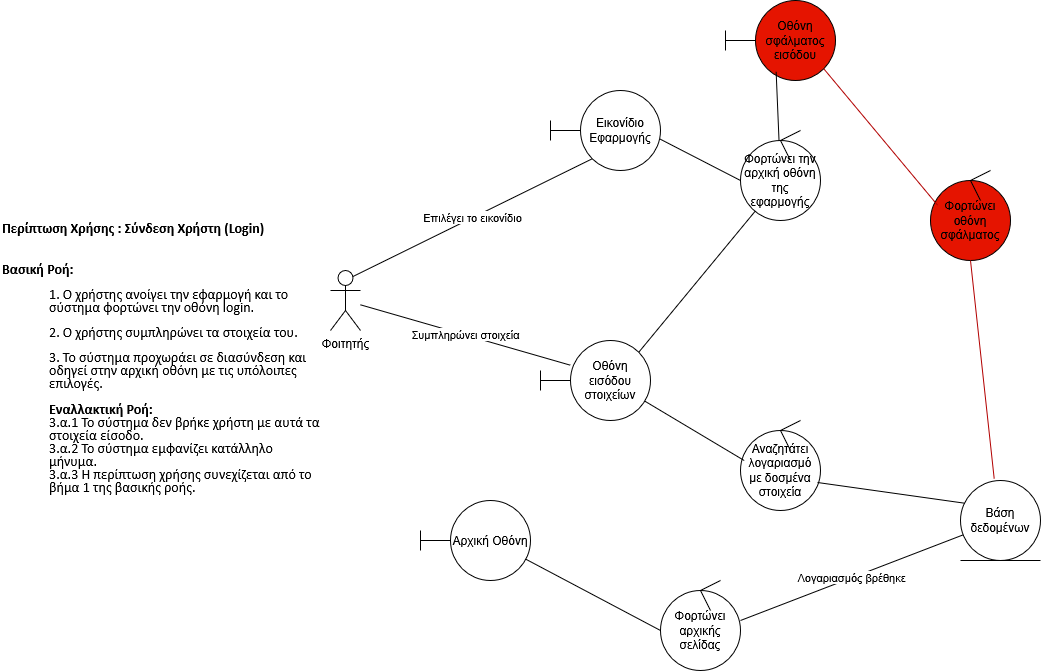 Περίπτωση Χρήσης : Σύνδεση Χρήστη (Login)
Βασική Ροή:
1. Ο χρήστης ανοίγει την εφαρμογή και το
σύστημα φορτώνει την οθόνη login.
2. Ο χρήστης συμπληρώνει τα στοιχεία του.
3. Το σύστημα προχωράει σε διασύνδεση και
οδηγεί στην αρχική οθόνη με τις υπόλοιπες
επιλογές.
Εναλλακτική Ροή:
3.α.1 Το σύστημα δεν βρήκε χρήστη με αυτά τα
στοιχεία είσοδο.
3.α.2 Το σύστημα εμφανίζει κατάλληλο
μήνυμα.
3.α.3 Η περίπτωση χρήσης συνεχίζεται από το
βήμα 1 της βασικής ροής.
Φοιτητής
Επιλέγει το εικονίδιο
Συμπληρώνει στοιχεία
Εικονίδιο
Εφαρμογής
Οθόνη
σφάλματος
εισόδου
Φορτώνει την
αρχική οθόνη
της
εφαρμογής
Φορτώνει
οθόνη
σφάλματος
Οθόνη
εισόδου
στοιχείων
Αναζητάτει
λογαριασμό
με δοσμένα
στοιχεία
Βάση
δεδομένων
Λογαριασμός βρέθηκε
Αρχική Οθόνη
Φορτώνει
αρχικής
σελίδας